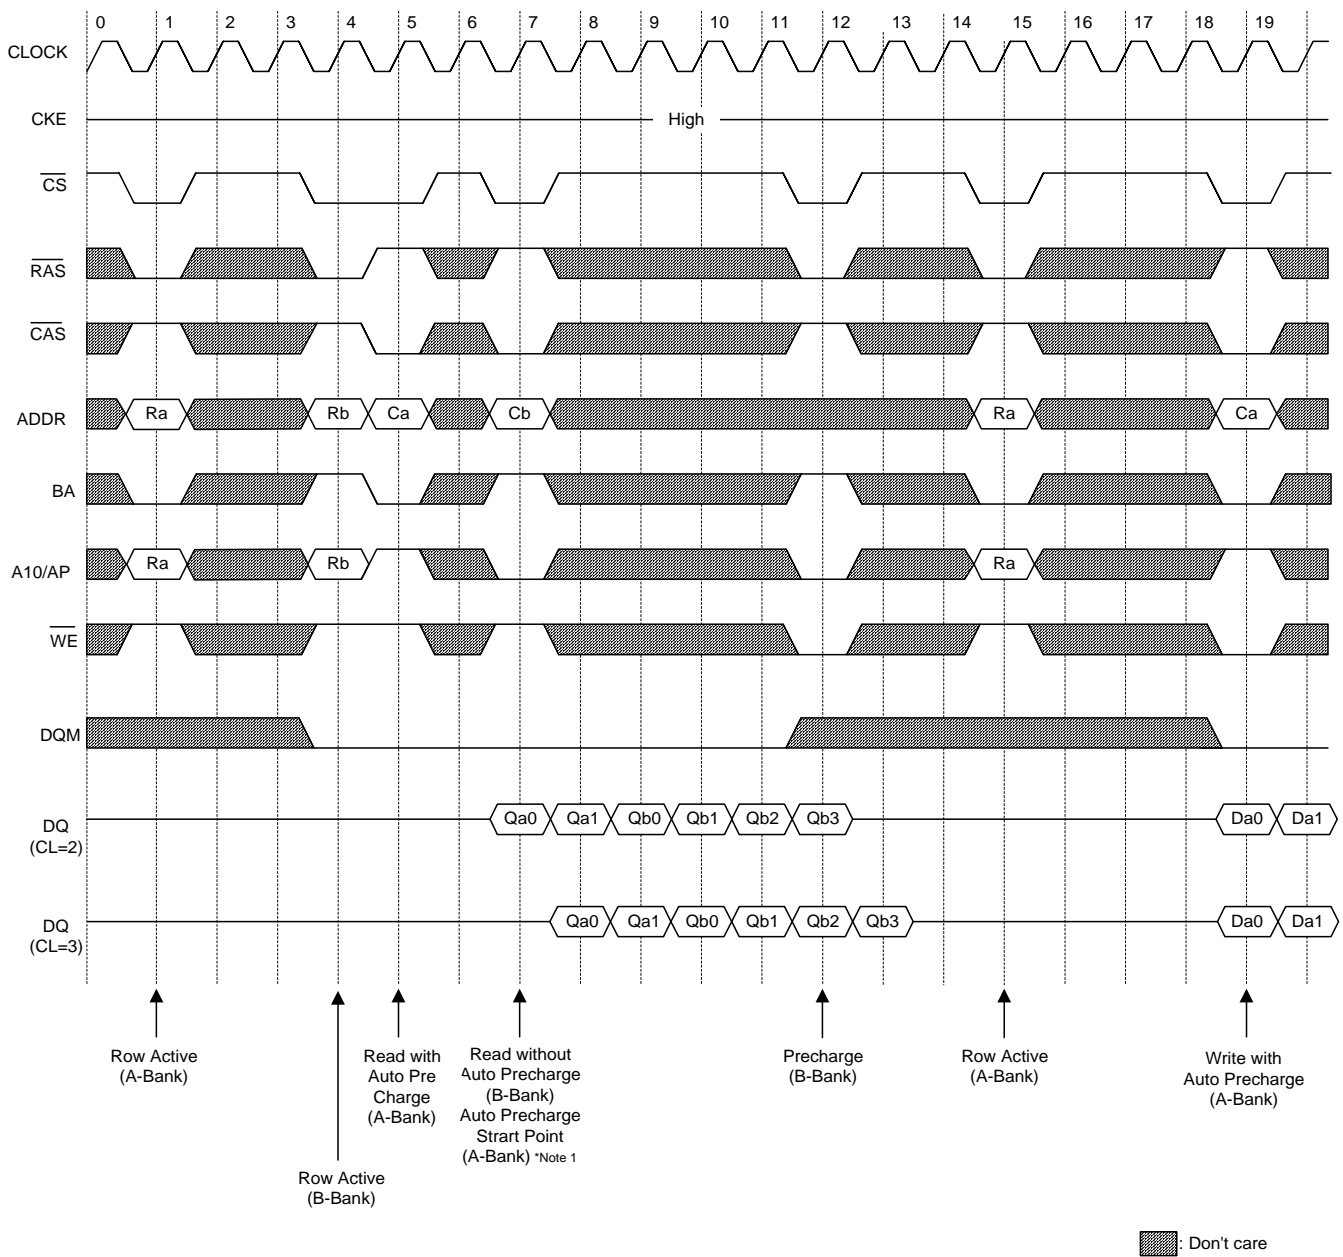 0 1 2 3 4 5 6 7 8 9 10 11 12 13 14 15 16 17 18 19
CLOCK
CKE High
CS
RAS
CAS
ADDR Ra Rb Ca Cb Ra Ca
BA
A10/AP Ra Rb Ra
WE
DQM
DQ
(CL=2)
Qa0 Qa1 Qb0 Qb1 Qb2 Qb3 Da0 Da1
DQ
(CL=3)
Qa0 Qa1 Qb0 Qb1 Qb2 Qb3 Da0 Da1
Row Active
(A-Bank)
Row Active
(B-Bank)
Read with
Auto Pre
Charge
(A-Bank)
Read without
Auto Precharge
(B-Bank)
Auto Precharge
Strart Point
(A-Bank) *Note 1
Precharge
(B-Bank)
Row Active
(A-Bank)
Write with
Auto Precharge
(A-Bank)
: Don't care